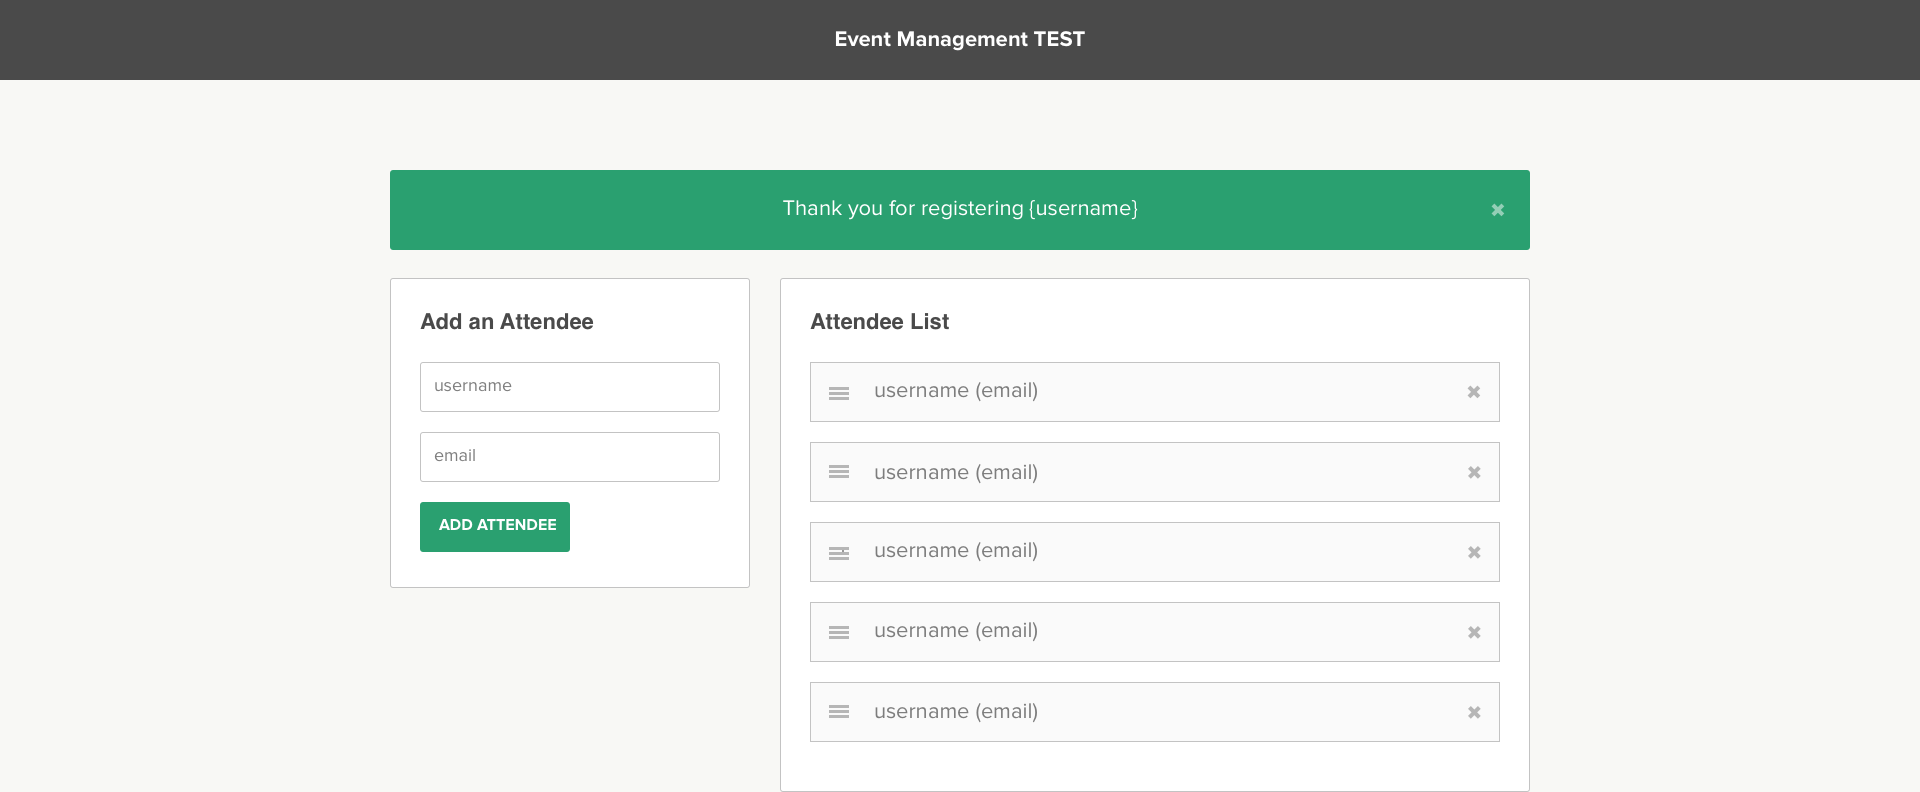 Event Management TEST
Thank you for registering {username}
Add an Attendee
username
email
ADD ATTENDEE
Attendee List
username (email)
username (email)
username (email)
username (email)
username (email)